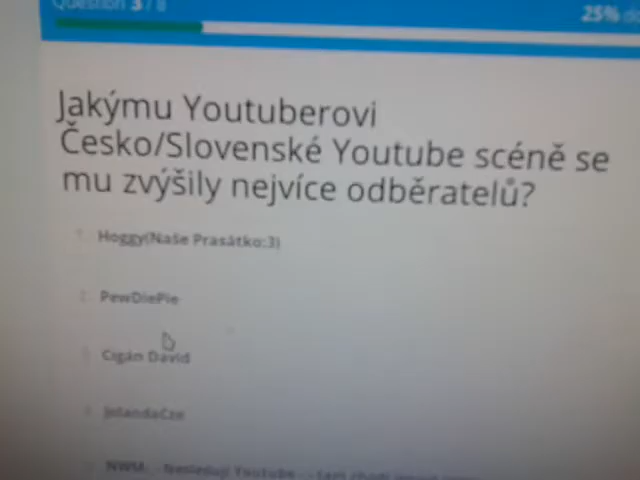 Question 3 / 8
25%
Jakýmu Youtuberovi
Česko/Slovenské Youtube scéně se
mu zvýšily nejvíce odběratelů?
Hoggy(Naše Prasátko:3)
PewDiePie
Cigán David
JolandaCze
NWM.